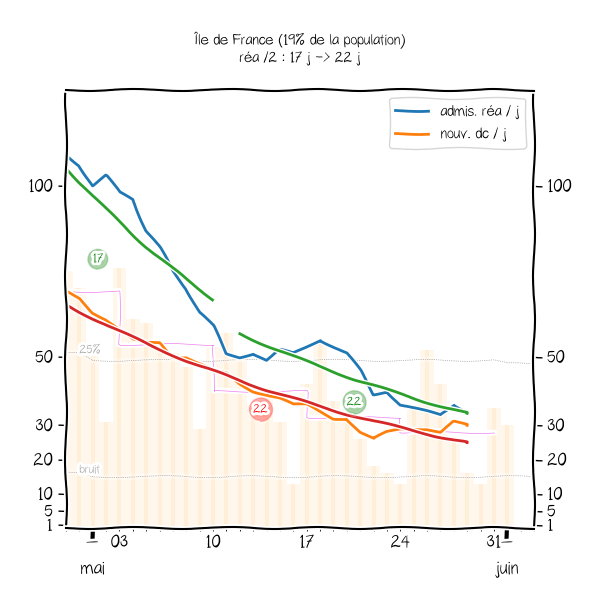 Île de France (19% de la population)
réa /2 : 17 j -> 22 j
admis. réa / j
nouv. dc / j
100 100
17
25%
50 50
22 22
30 30
20 20
bruit
10 10
5 5
1 1
03 10 17 24 31
mai juin